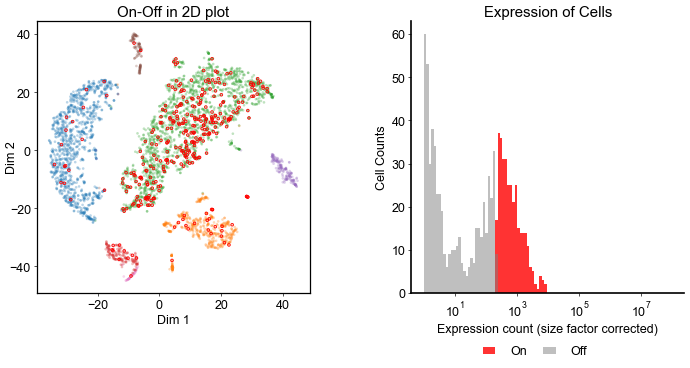 On-Off in 2D plot
Dim 2
40
20
0
−20
−40
−20 0 20 40
Dim 1
Expression of Cells
Cell Counts
60
50
40
30
20
10
0
10^1 10^3 10^5 10^7
Expression count (size factor corrected)
On Off